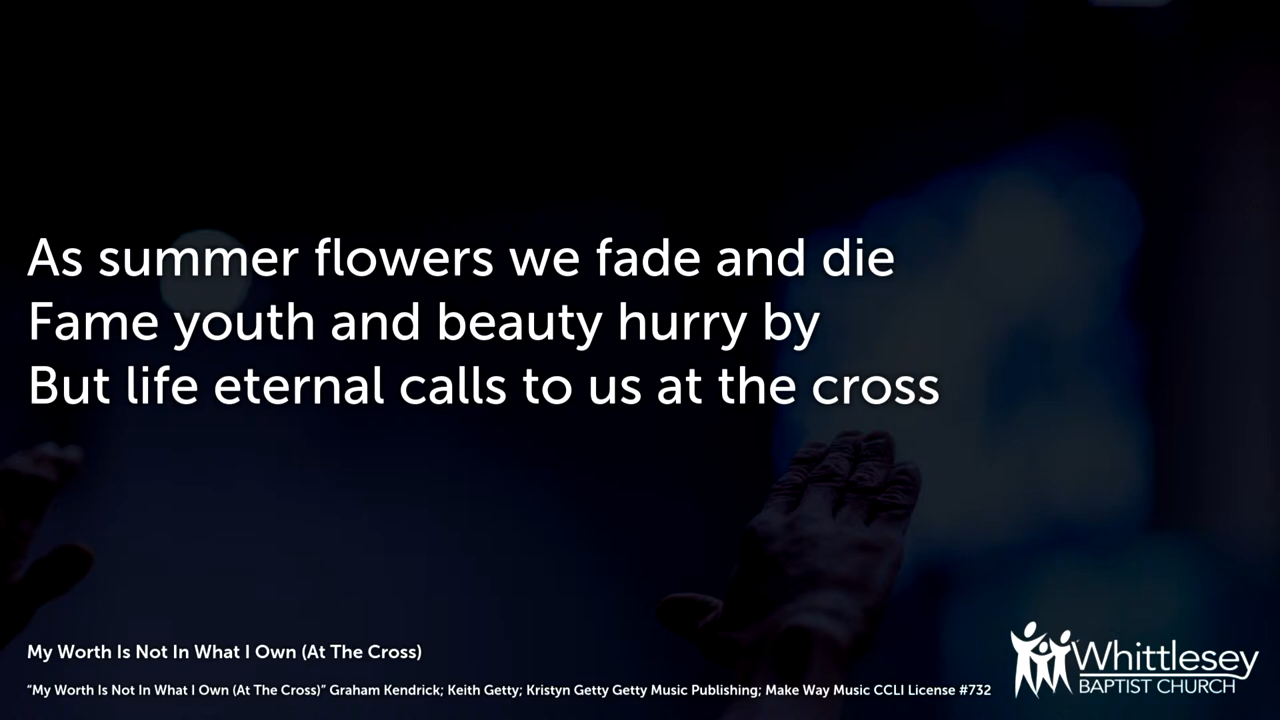 As summer flowers we fade and die
Fame youth and beauty hurry by
But life eternal calls to us at the cross
My Worth Is Not In What I Own (At The Cross)
“My Worth Is Not In What I Own (At The Cross)” Graham Kendrick; Keith Getty; Kristyn Getty Getty Music Publishing; Make Way Music CCLI License #732
Whittlesey
BAPTIST CHURCH